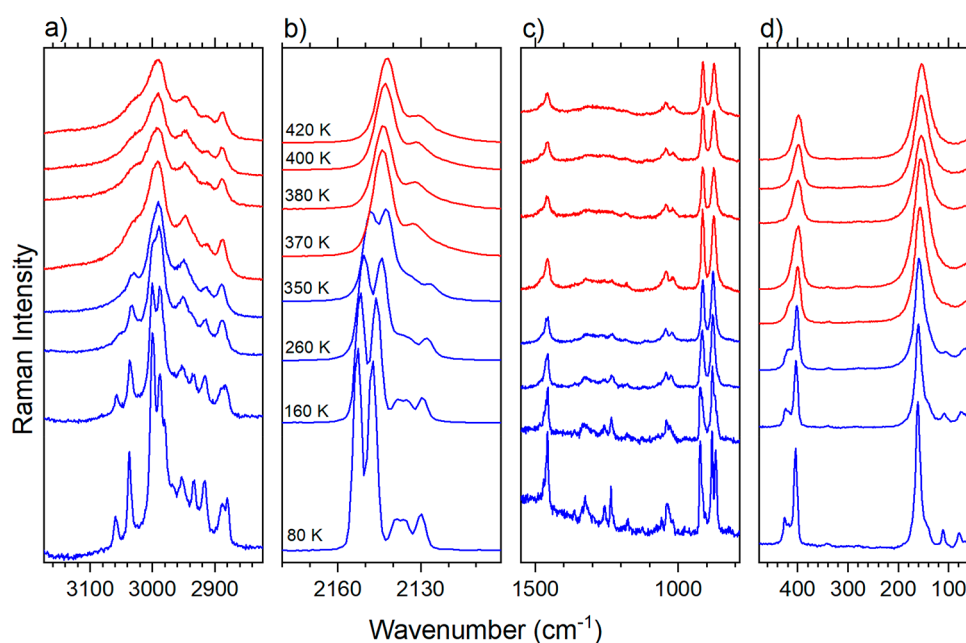 a)
b)
c)
d)
Raman Intensity
420 K
400 K
380 K
370 K
350 K
260 K
160 K
80 K
3100 3000 2900
2160 2130
1500 1000
400 300 200 100
Wavenumber (cm⁻¹)